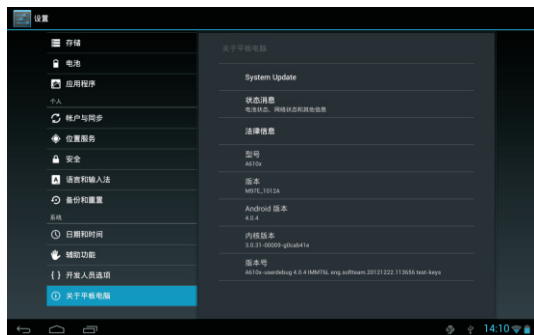 设置
存储
电池
应用程序
个人
帐户与同步
位置服务
安全
语言和输入法
备份和重置
系统
日期和时间
辅助功能
{ } 开发人员选项
关于平板电脑
关于平板电脑
System Update
状态消息
电池状态、网络状态和其他信息
法律信息
型号
A610x
版本
M97E_1012A
Android 版本
4.0.4
内核版本
3.0.31-00009-g0cab41e
版本号
A610x-userdebug 4.0.4 IMM76L eng.softteam.20121222.113656 test-keys
14:10